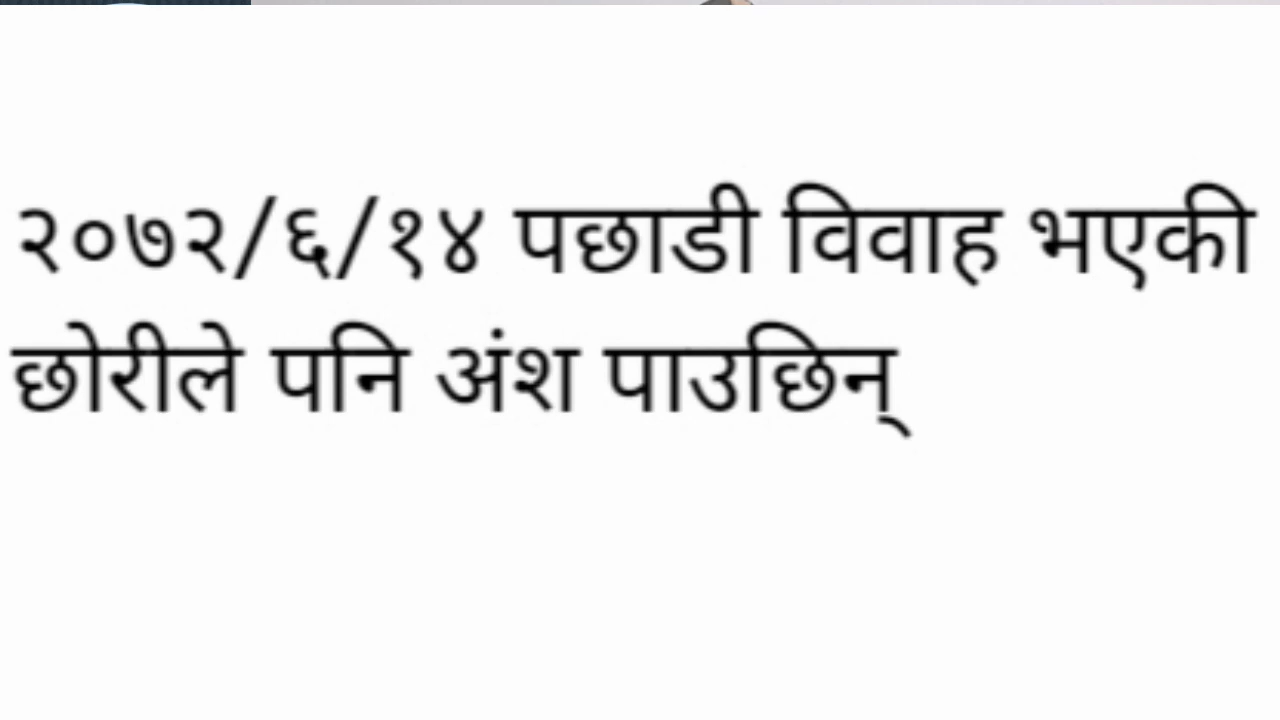 २०७२/६/१४ पछाडी विवाह भएकी
छोरीले पनि अंश पाउछिन्